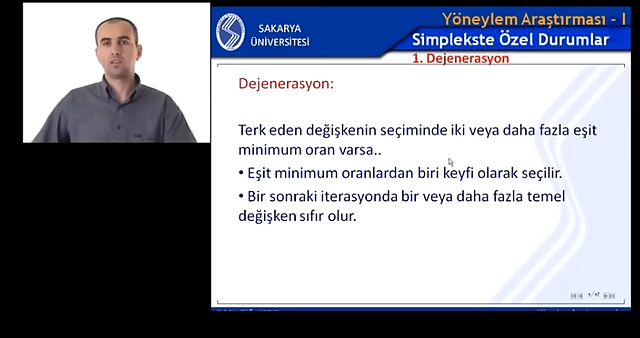 SAKARYA
ÜNİVERSİTESİ
Yöneylem Araştırması - I
Simplekste Özel Durumlar
1. Dejenerasyon
Dejenerasyon:
Terk eden değişkenin seçiminde iki veya daha fazla eşit
minimum oran varsa..
• Eşit minimum oranlardan biri keyfi olarak seçilir.
• Bir sonraki iterasyonda bir veya daha fazla temel
değişken sıfır olur.